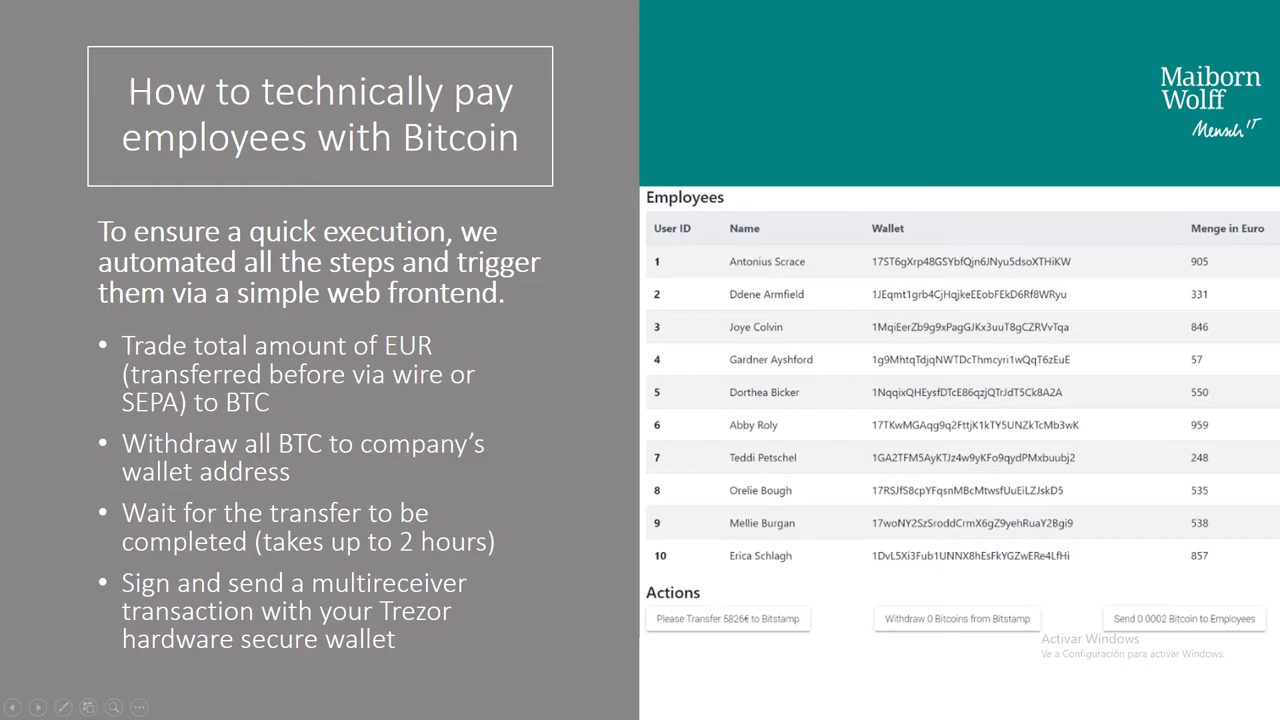 How to technically pay
employees with Bitcoin
To ensure a quick execution, we
automated all the steps and trigger
them via a simple web frontend.
• Trade total amount of EUR
(transferred before via wire or
SEPA) to BTC
• Withdraw all BTC to company's
wallet address
• Wait for the transfer to be
completed (takes up to 2 hours)
• Sign and send a multireceiver
transaction with your Trezor
hardware secure wallet
Maiborn
Wolff
Mensch IT
Employees
User ID Name Wallet Menge in Euro
1 Antonius Scrace 17ST6gXrp48GSYbfQjn6JNyu5dsoXTHiKW 905
2 Ddene Armfield 1JEqmt1grb4CjHqjkeEEobFEkD6Rf8WRyu 331
3 Joye Colvin 1MqiEerZb9g9xPagGJKx3uuT8gCZRVvTqa 846
4 Gardner Ayshford 1g9MhtqTdjqNWTDcThmcyri1wQqT6zEuE 57
5 Dorthea Bicker 1NqqixQHEysfDTcE86qzjQTrJdT5Ck8A2A 550
6 Abby Roly 17TKwMGAqg9q2FttjK1kTY5UNZkTcMb3wK 959
7 Teddi Petschel 1GA2TFM5AyKTJz4w9yKFo9qydPMxbuubj2 248
8 Orelie Bough 17RSJfS8cpYFqsnMBcMtwsfUuEiLZJskD5 535
9 Mellie Burgan 17woNY2SzSroddCrmX6gZ9yehRuaY2Bgi9 538
10 Erica Schlagh 1DvL5Xi3Fub1UNNX8hEsFkYGZwERe4LfHi 857
Actions
Please Transfer 5826€ to Bitstamp Withdraw 0 Bitcoins from Bitstamp Send 0.0002 Bitcoin to Employees
Activar Windows
Ve a Configuración para activar Windows.